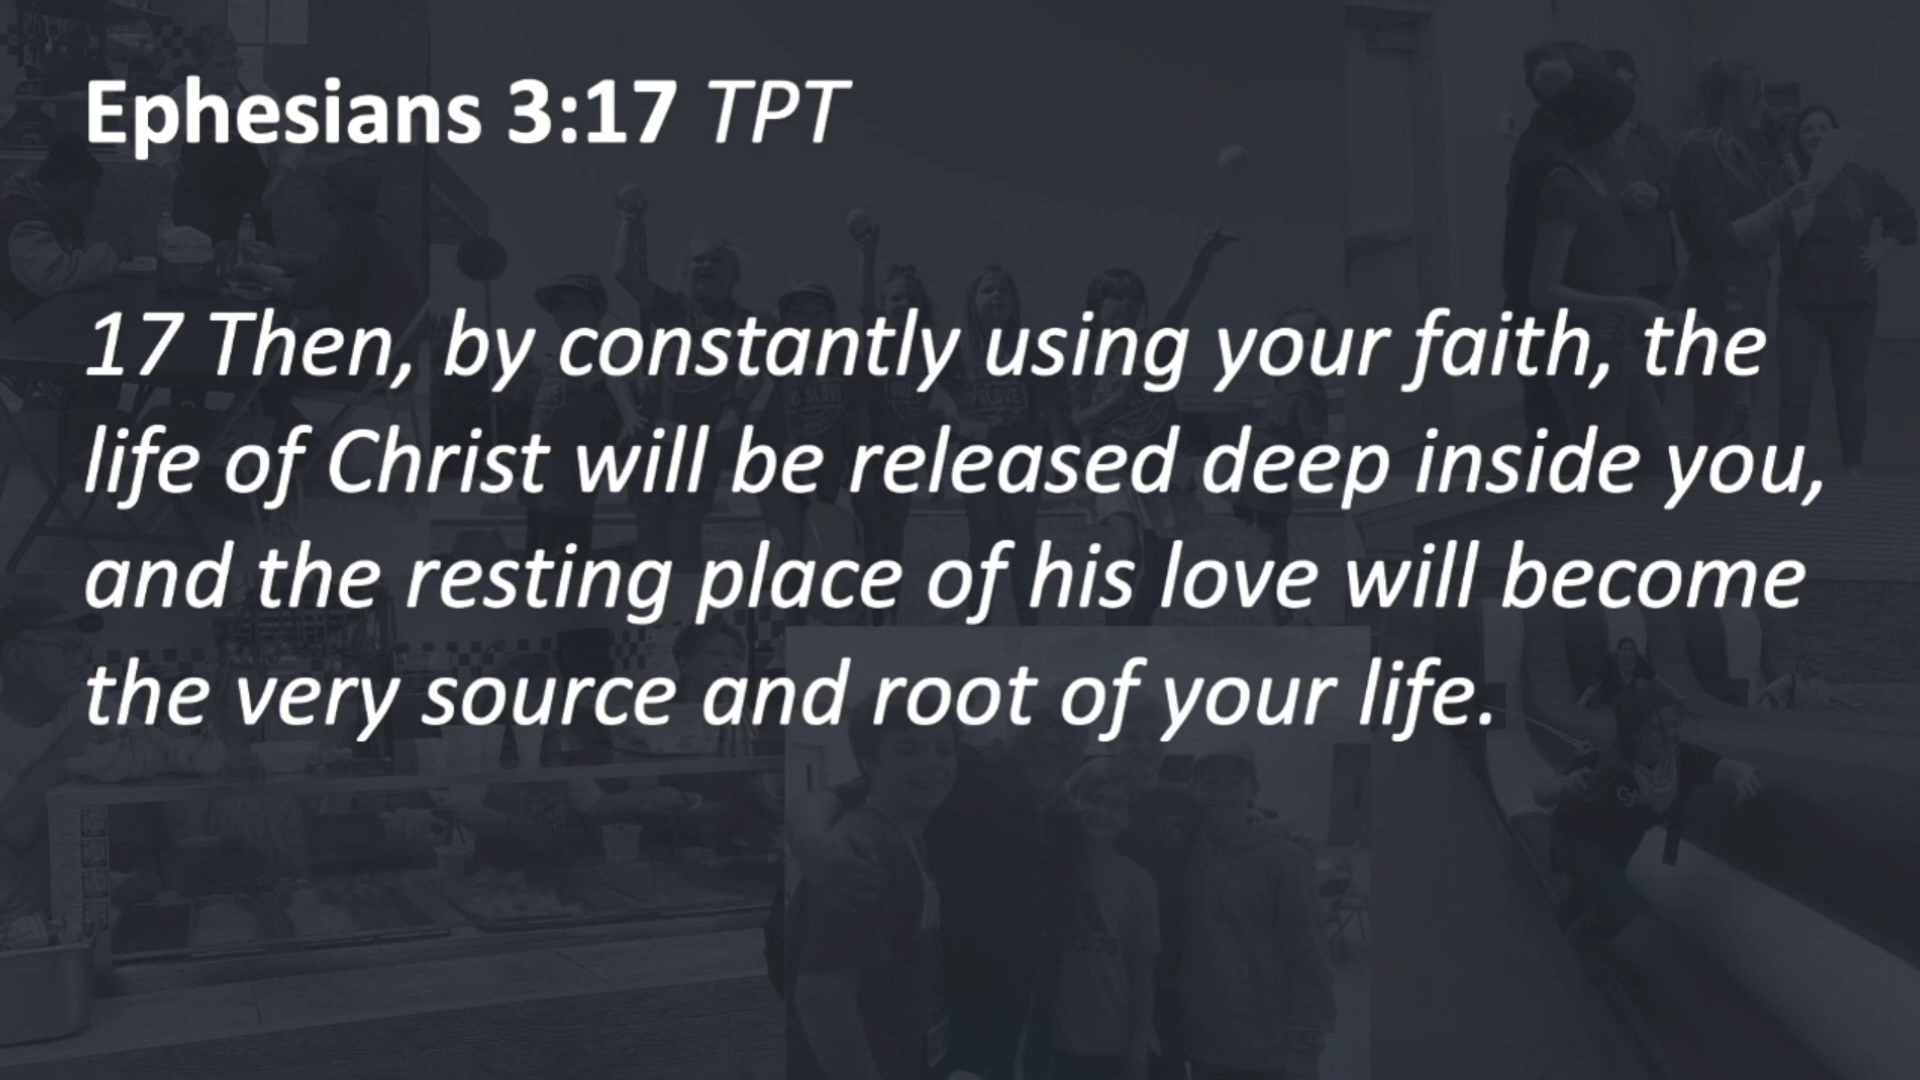 Ephesians 3:17 TPT
17 Then, by constantly using your faith, the
life of Christ will be released deep inside you,
and the resting place of his love will become
the very source and root of your life.